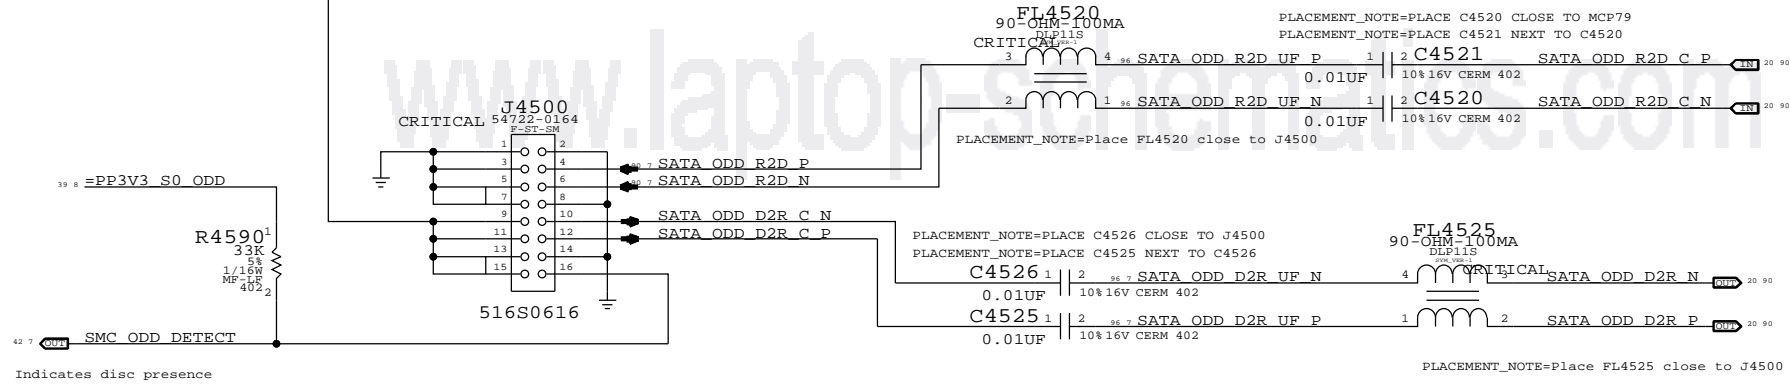 www.laptop-schematics.com
FL4520
90-OHM-100MA
DLP11S
SYM_VER-1
CRITICAL
3
4
96 SATA_ODD_R2D_UF_P
2
1
96 SATA_ODD_R2D_UF_N
PLACEMENT_NOTE=Place FL4520 close to J4500
PLACEMENT_NOTE=PLACE C4520 CLOSE TO MCP79
PLACEMENT_NOTE=PLACE C4521 NEXT TO C4520
1 2 C4521
0.01UF 10% 16V CERM 402
SATA_ODD_R2D_C_P
IN 20 90
1 2 C4520
0.01UF 10% 16V CERM 402
SATA_ODD_R2D_C_N
IN 20 90
J4500
CRITICAL 54722-0164
F-ST-SM
1 2
3 4
5 6
7 8
9 10
11 12
13 14
15 16
516S0616
90 7 SATA_ODD_R2D_P
90 7 SATA_ODD_R2D_N
SATA_ODD_D2R_C_N
SATA_ODD_D2R_C_P
39 8 =PP3V3_S0_ODD
R4590 1
33K
5%
1/16W
MF-LF
402 2
42 7 OUT SMC_ODD_DETECT
Indicates disc presence
PLACEMENT_NOTE=PLACE C4526 CLOSE TO J4500
PLACEMENT_NOTE=PLACE C4525 NEXT TO C4526
C4526 1 2
0.01UF 10% 16V CERM 402
96 7 SATA_ODD_D2R_UF_N
C4525 1 2
0.01UF 10% 16V CERM 402
96 7 SATA_ODD_D2R_UF_P
FL4525
90-OHM-100MA
DLP11S
SYM_VER-1
CRITICAL
4
3
SATA_ODD_D2R_N
OUT 20 90
1
2
SATA_ODD_D2R_P
OUT 20 90
PLACEMENT_NOTE=Place FL4525 close to J4500